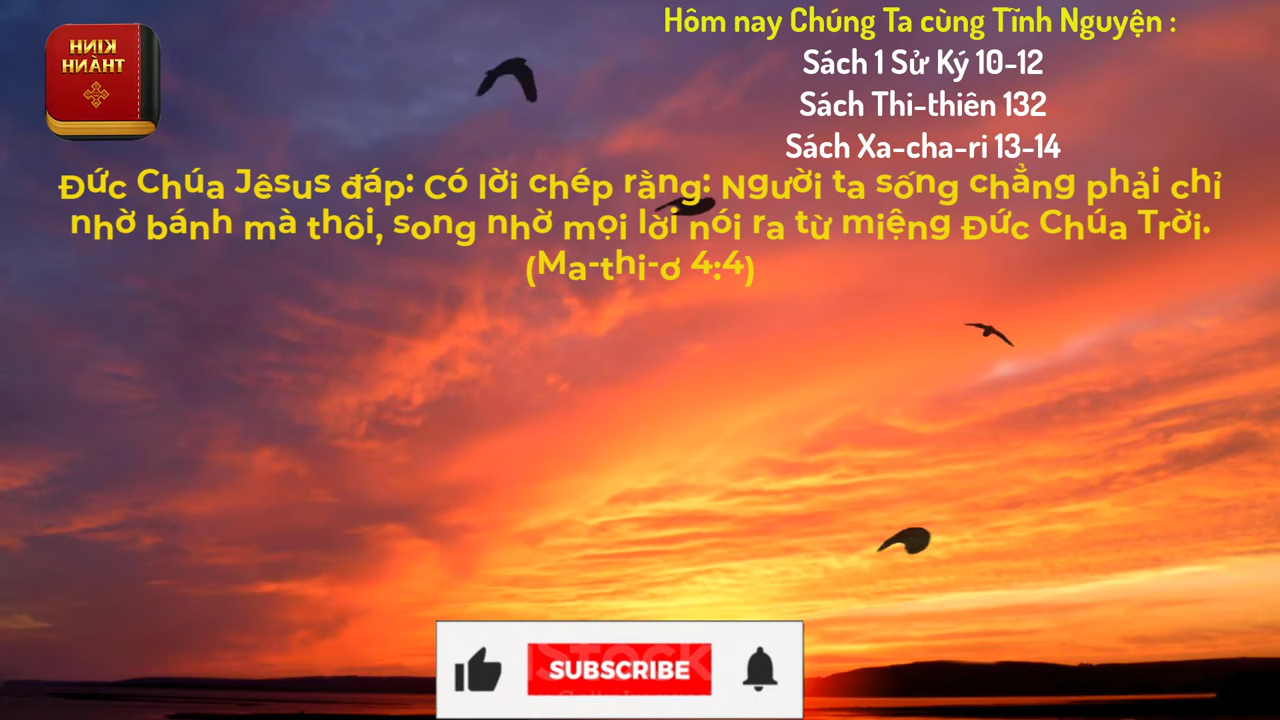 KINH
THÀNH
Hôm nay Chúng Ta cùng Tĩnh Nguyện :
Sách 1 Sử Ký 10-12
Sách Thi-thiên 132
Sách Xa-cha-ri 13-14
Đức Chúa Jêsus đáp: Có lời chép rằng: Người ta sống chẳng phải chỉ
nhờ bánh mà thôi, song nhờ mọi lời nói ra từ miệng Đức Chúa Trời.
(Ma-thi-ơ 4:4)
SUBSCRIBE